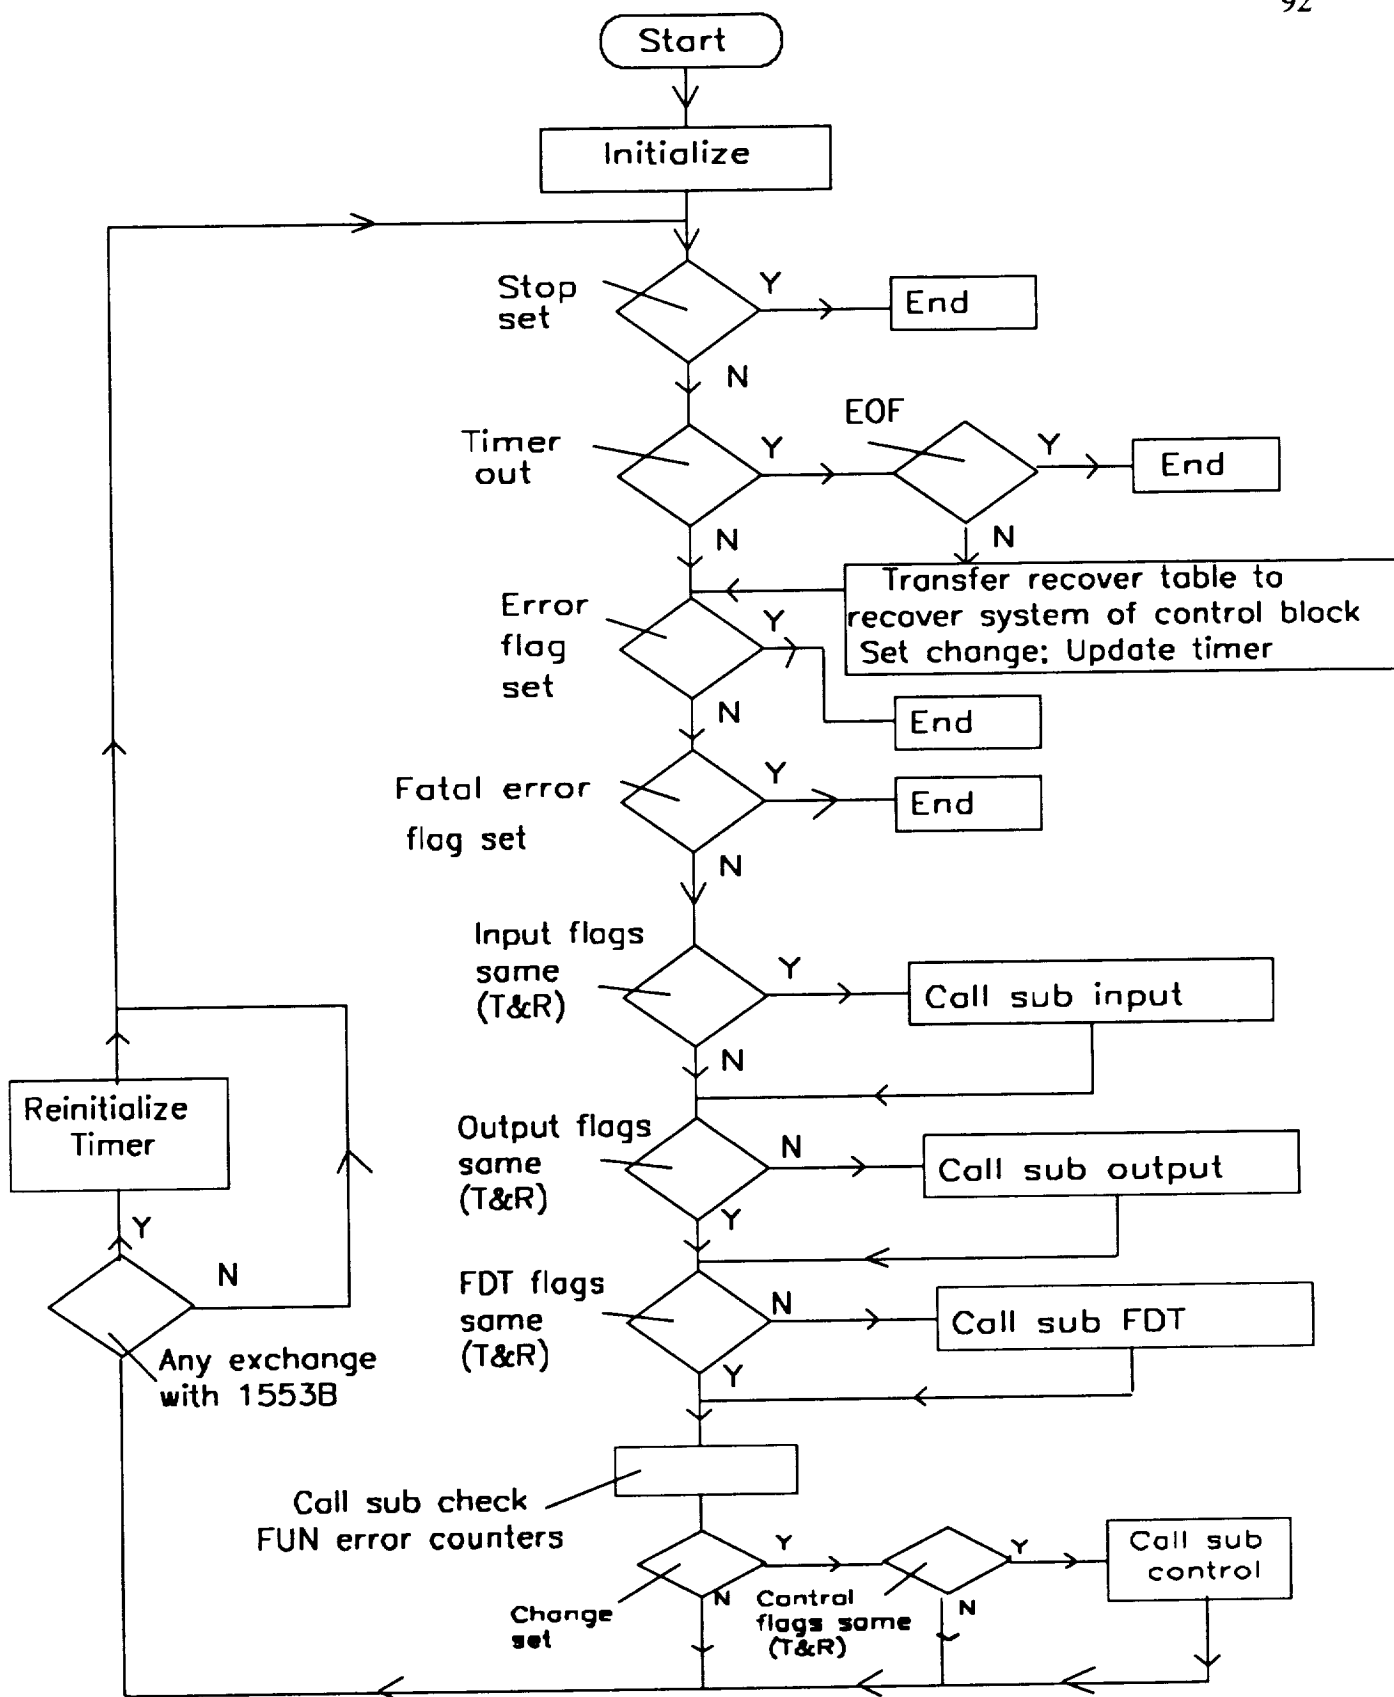 92
Start
Initialize
Stop
set
Y
End
N
Timer
out
Y
EOF
Y
End
N
N
Transfer recover table to
recover system of control block
Set change; Update timer
Error
flag
set
Y
End
N
Fatal error
flag set
Y
End
N
Input flags
same
(T&R)
Y
Call sub input
N
Output flags
same
(T&R)
N
Call sub output
Y
FDT flags
same
(T&R)
N
Call sub FDT
Y
Reinitialize
Timer
Y
N
Any exchange
with 1553B
Call sub check
FUN error counters
Change
set
Y
N
Control
flags same
(T&R)
Y
N
Call sub
control